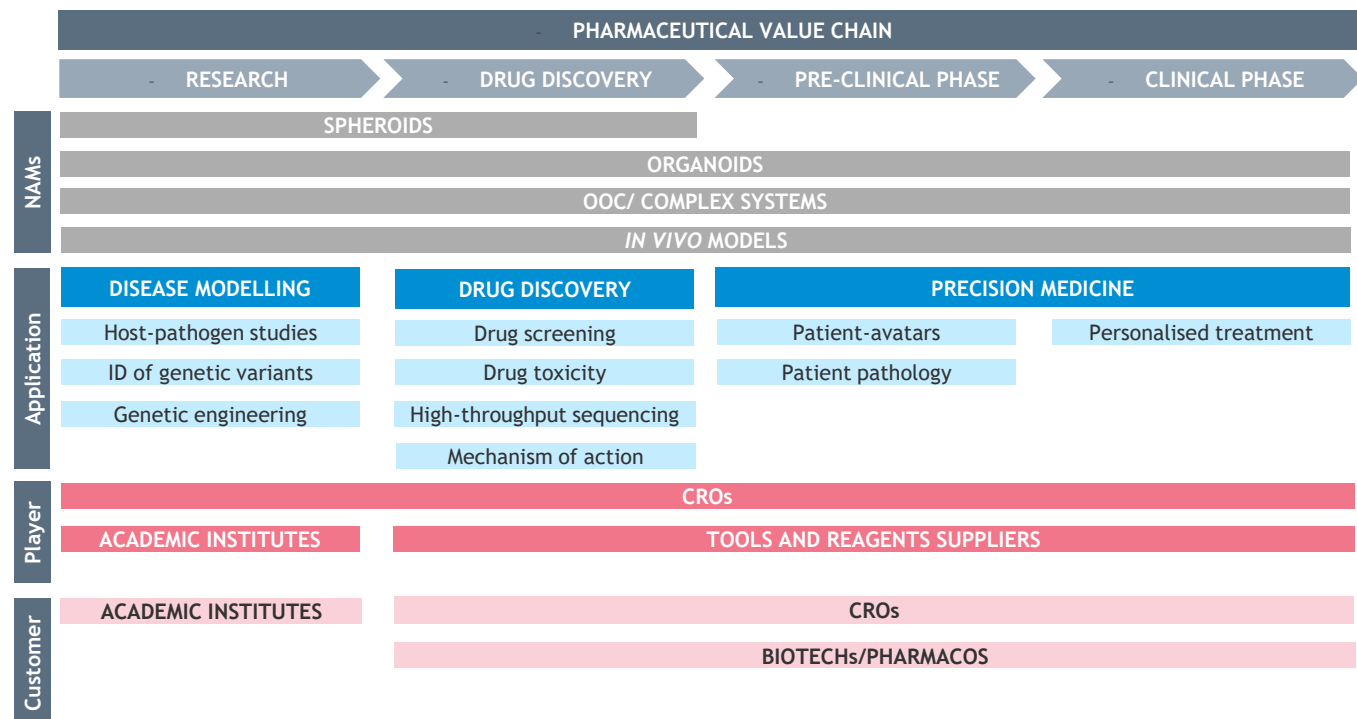 - PHARMACEUTICAL VALUE CHAIN
- RESEARCH
- DRUG DISCOVERY
- PRE-CLINICAL PHASE
- CLINICAL PHASE
NAMs
SPHEROIDS
ORGANOIDS
OOC/ COMPLEX SYSTEMS
IN VIVO MODELS
Application
DISEASE MODELLING
DRUG DISCOVERY
PRECISION MEDICINE
Host-pathogen studies
Drug screening
Patient-avatars
Personalised treatment
ID of genetic variants
Drug toxicity
Patient pathology
Genetic engineering
High-throughput sequencing
Mechanism of action
Player
CROs
ACADEMIC INSTITUTES
TOOLS AND REAGENTS SUPPLIERS
Customer
ACADEMIC INSTITUTES
CROs
BIOTECHs/PHARMACOS